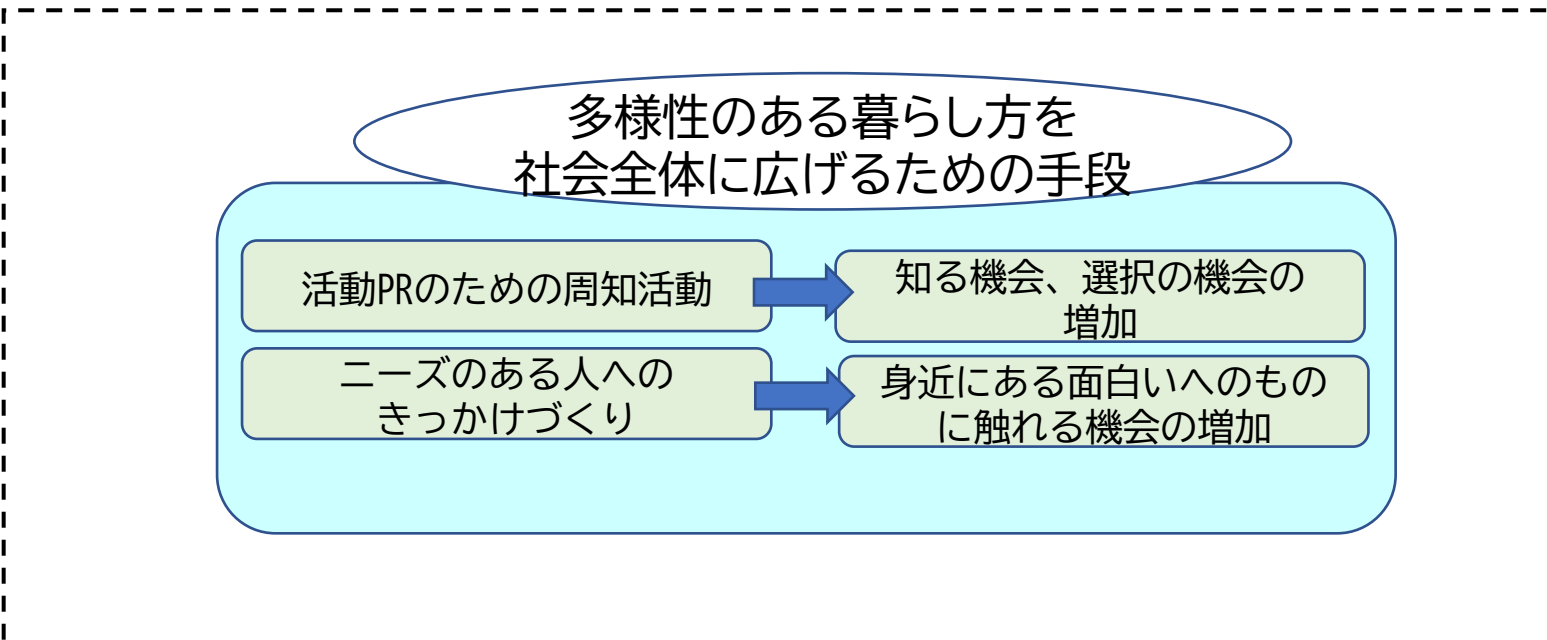 多様性のある暮らし方を
社会全体に広げるための手段
活動PRのための周知活動
知る機会、選択の機会の
増加
ニーズのある人への
きっかけづくり
身近にある面白いへのもの
に触れる機会の増加